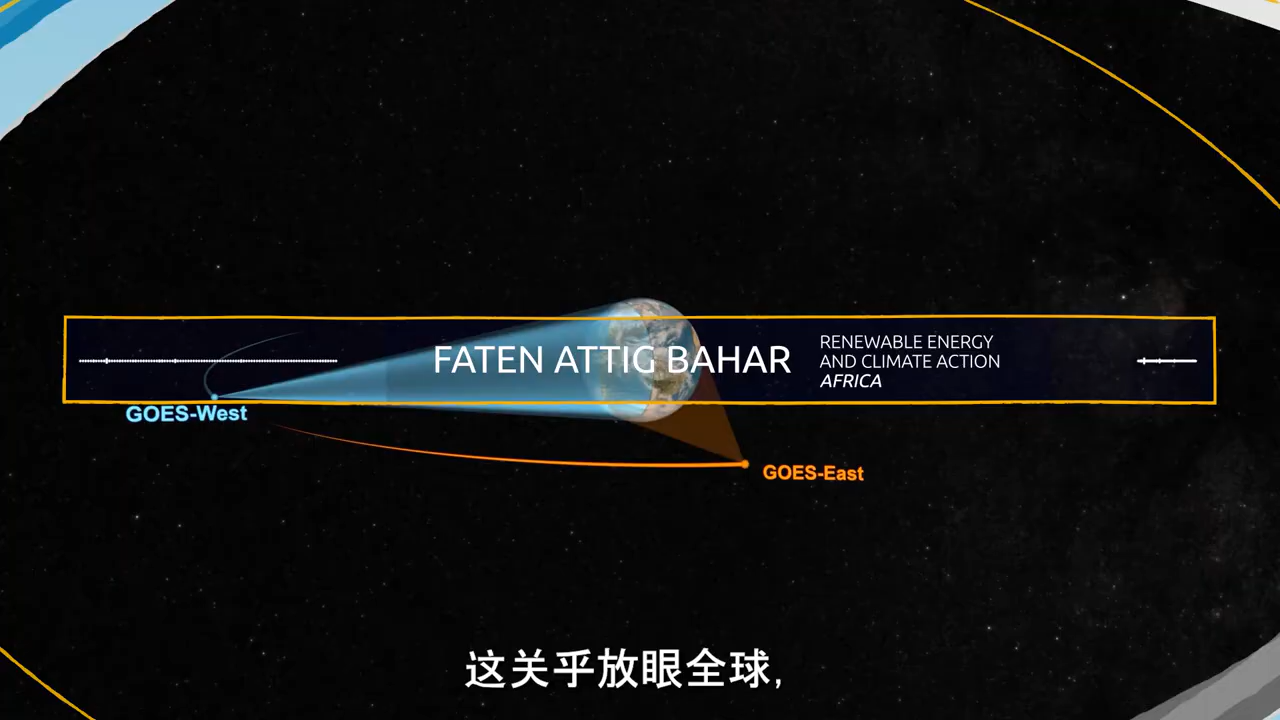 FATEN ATTIG BAHAR
RENEWABLE ENERGY
AND CLIMATE ACTION
AFRICA
GOES-West
GOES-East
这关乎放眼全球,